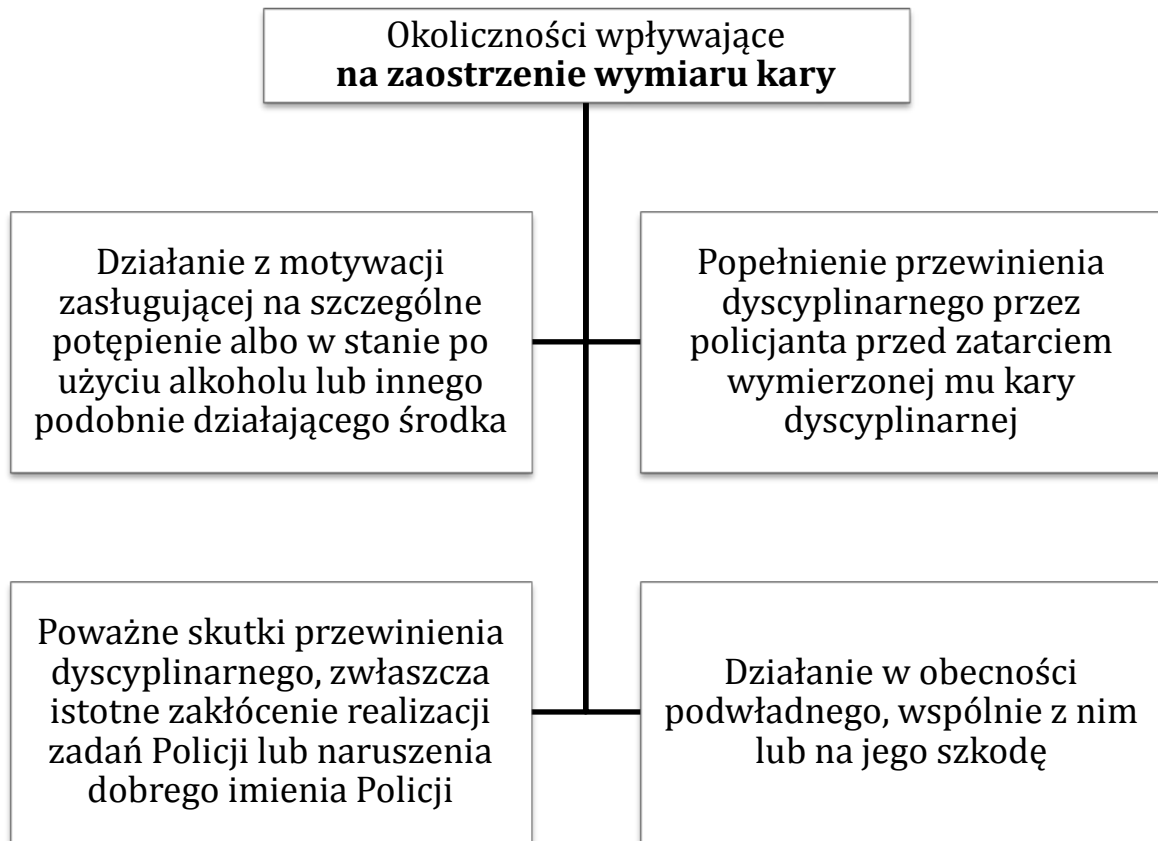 Okoliczności wpływające
na zaostrzenie wymiaru kary
Działanie z motywacji
zasługującej na szczególne
potępienie albo w stanie po
użyciu alkoholu lub innego
podobnie działającego środka
Popełnienie przewinienia
dyscyplinarnego przez
policjanta przed zatarciem
wymierzonej mu kary
dyscyplinarnej
Poważne skutki przewinienia
dyscyplinarnego, zwłaszcza
istotne zakłócenie realizacji
zadań Policji lub naruszenia
dobrego imienia Policji
Działanie w obecności
podwładnego, wspólnie z nim
lub na jego szkodę